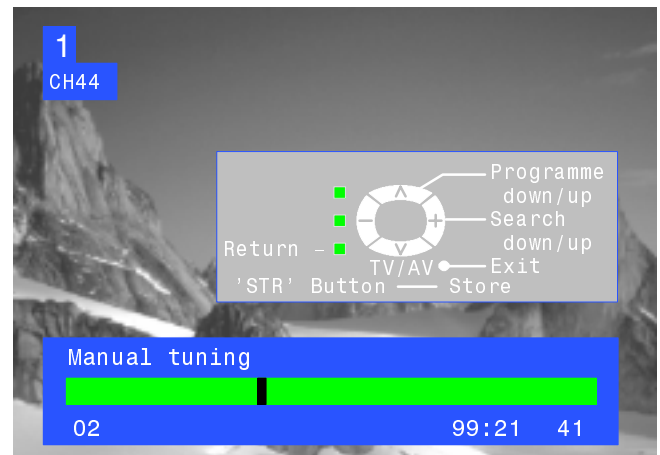 1
CH44
Programme
down/up
Search
down/up
Return –
TV/AV Exit
'STR' Button Store
Manual tuning
02 99:21 41